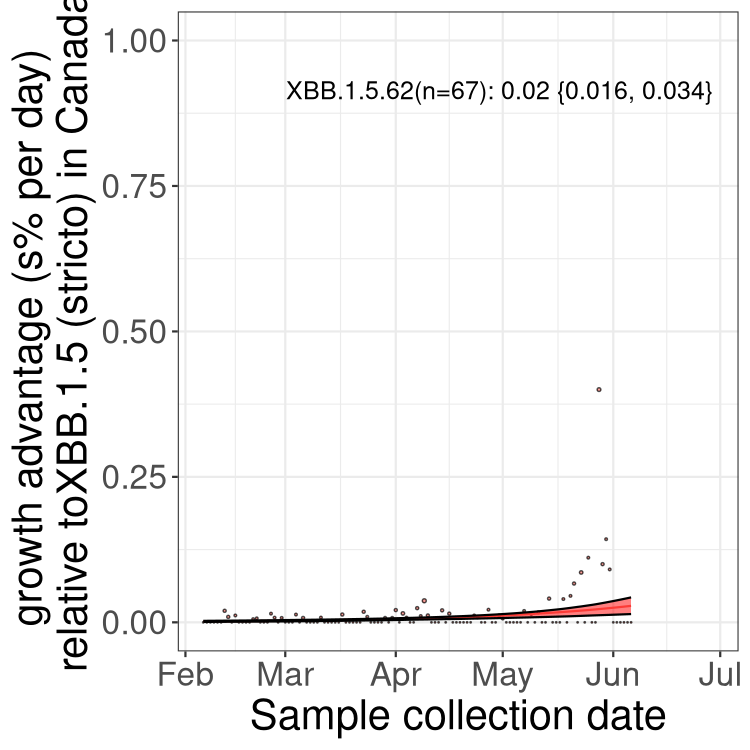 growth advantage (s% per day)
relative toXBB.1.5 (stricto) in Canada
1.00
0.75
0.50
0.25
0.00
XBB.1.5.62(n=67): 0.02 {0.016, 0.034}
Feb Mar Apr May Jun Jul
Sample collection date